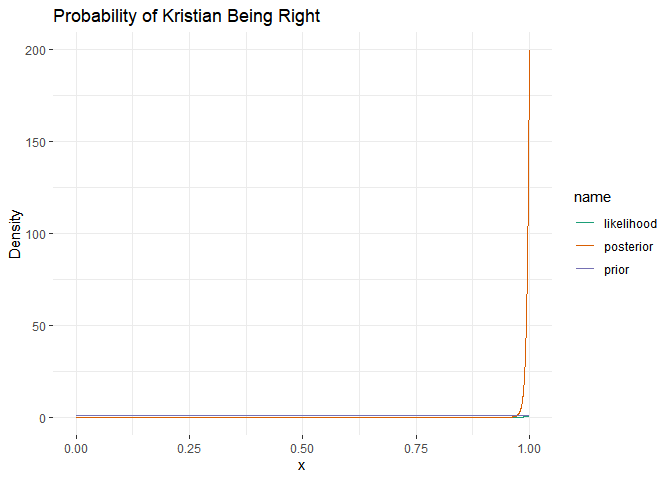 Probability of Kristian Being Right
200
150
100
50
0
Density
0.00 0.25 0.50 0.75 1.00
x
name
likelihood
posterior
prior